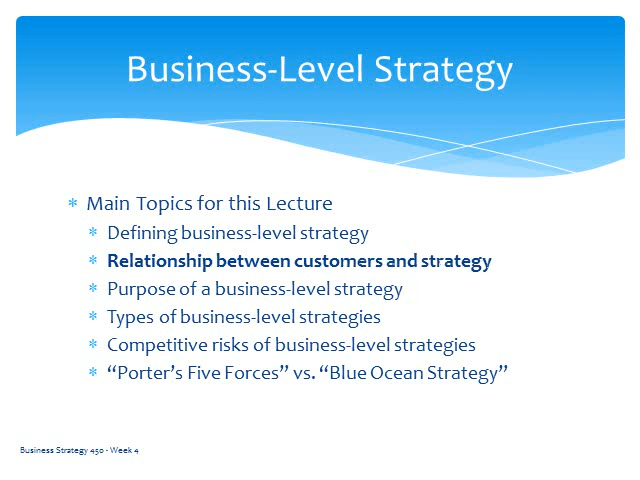 Business-Level Strategy
* Main Topics for this Lecture
* Defining business-level strategy
* Relationship between customers and strategy
* Purpose of a business-level strategy
* Types of business-level strategies
* Competitive risks of business-level strategies
* “Porter’s Five Forces” vs. “Blue Ocean Strategy”
Business Strategy 450 - Week 4